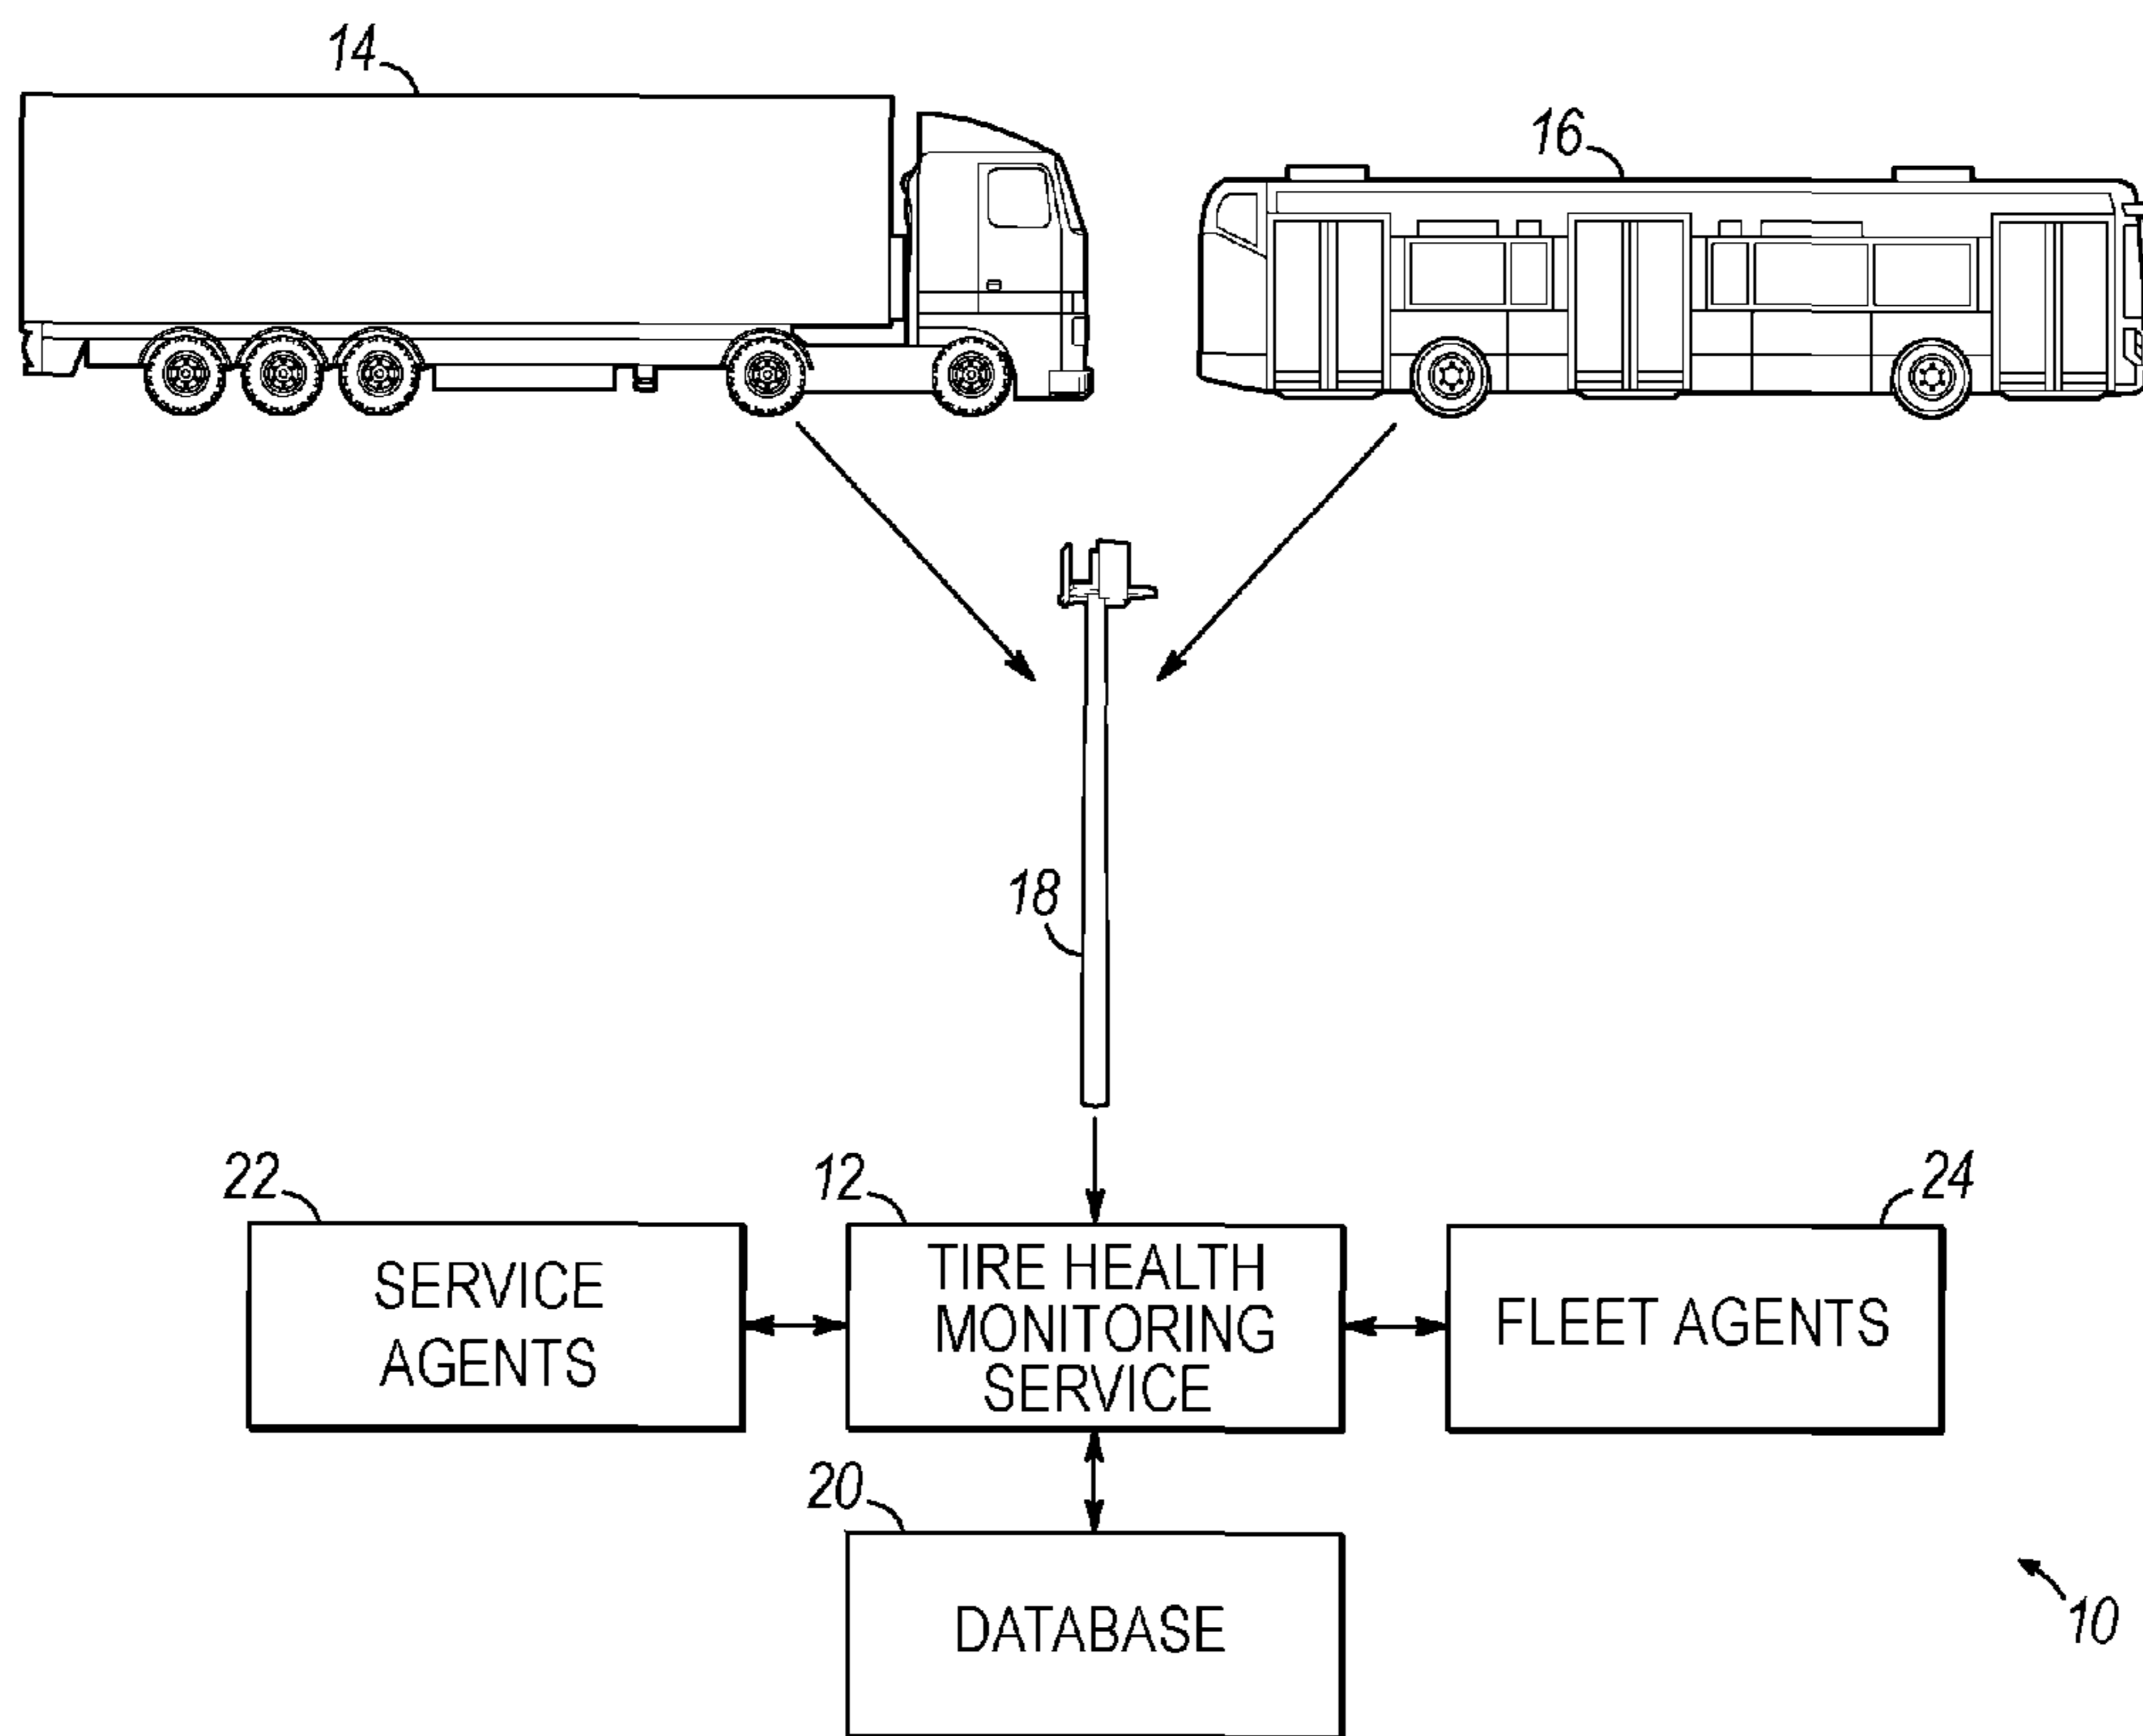 14
16
18
22
12
24
SERVICE
AGENTS
TIRE HEALTH
MONITORING
SERVICE
FLEET AGENTS
20
DATABASE
10